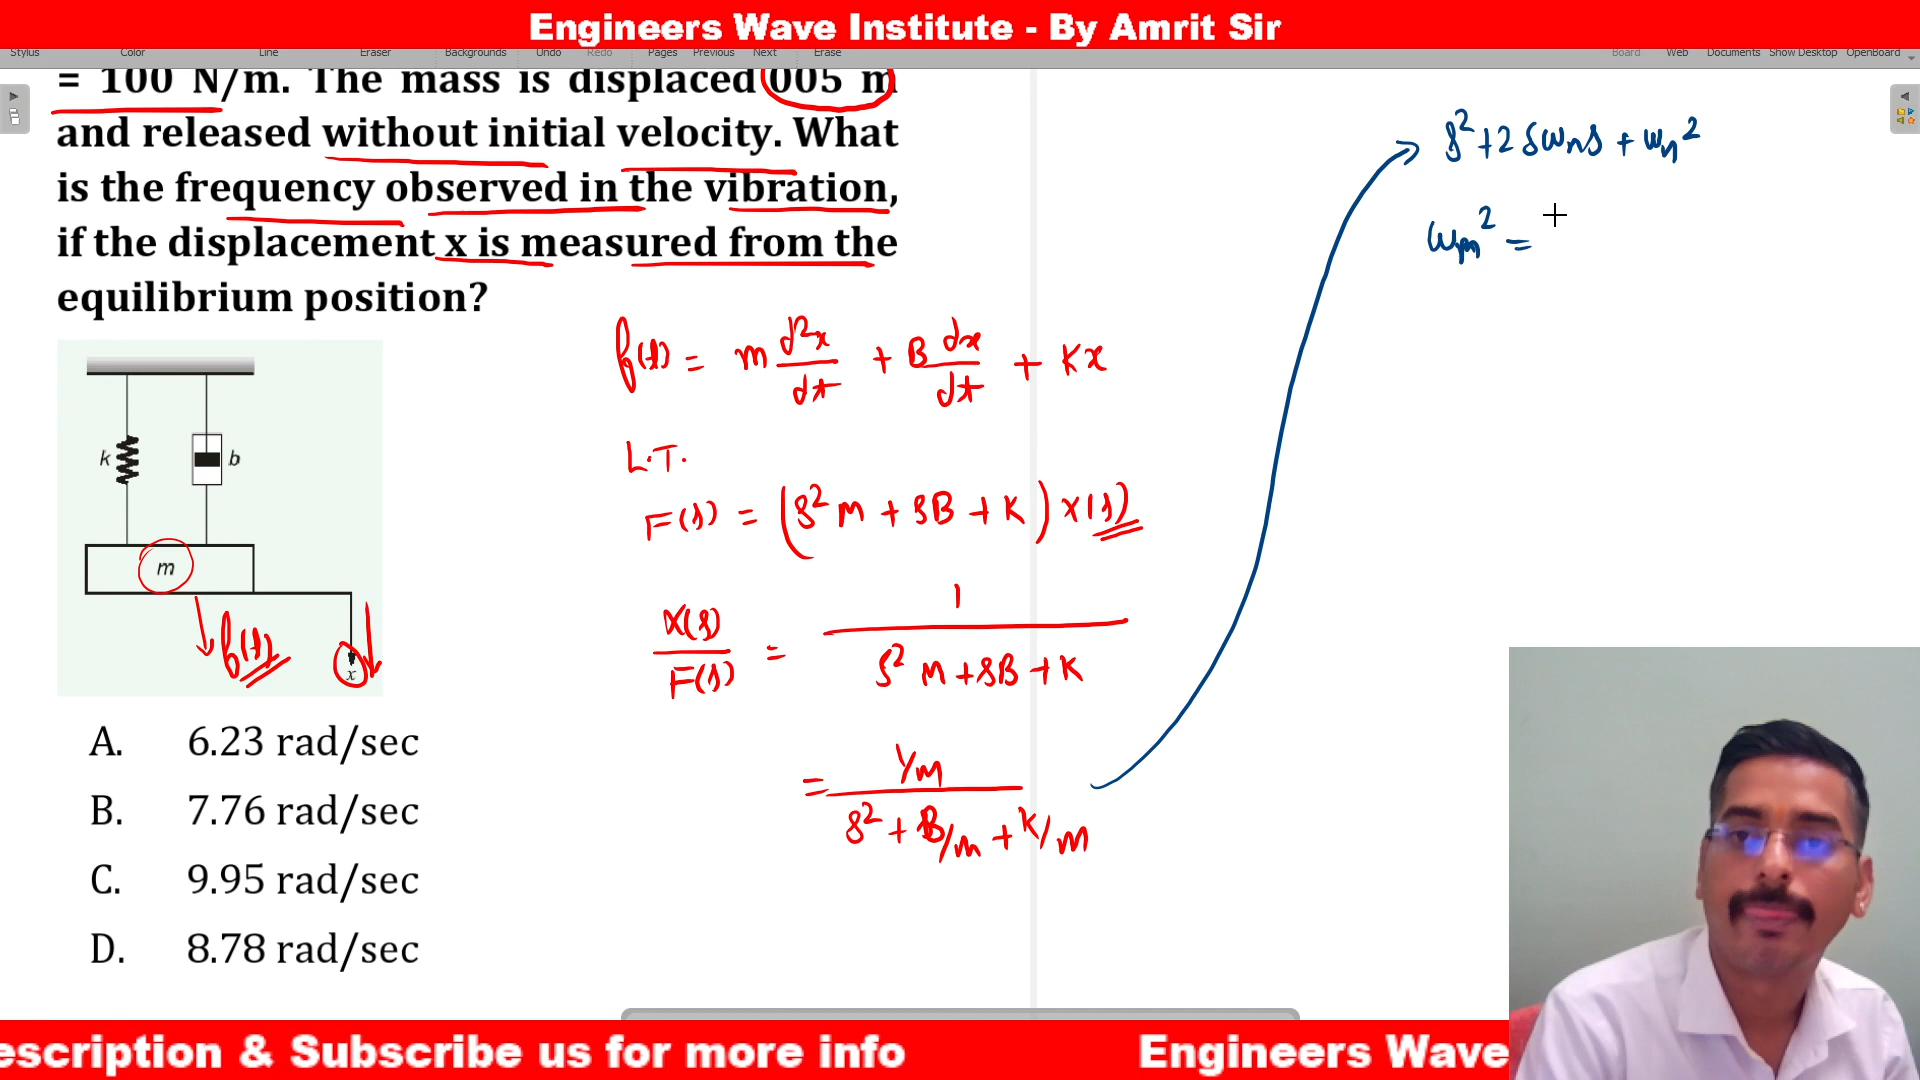 Engineers Wave Institute - By Amrit Sir
Stylus Color Line Eraser Backgrounds Undo Redo Pages Previous Next Erase Board Web Documents Show Desktop OpenBoard
= 100 N/m. The mass is displaced 005 m
and released without initial velocity. What
is the frequency observed in the vibration,
if the displacement x is measured from the
equilibrium position?
k b
m
f(t)
x
A. 6.23 rad/sec
B. 7.76 rad/sec
C. 9.95 rad/sec
D. 8.78 rad/sec
f(t) = m d²x/dt + B dx/dt + Kx
L.T.
F(s) = (s²M + sB + K) X(s)
X(s)/F(s) = 1/(s²M + sB + K)
= (1/m)/(s² + B/m + K/m)
s² + 2ζωns + ωn²
ωn² =
escription & Subscribe us for more info Engineers Wave